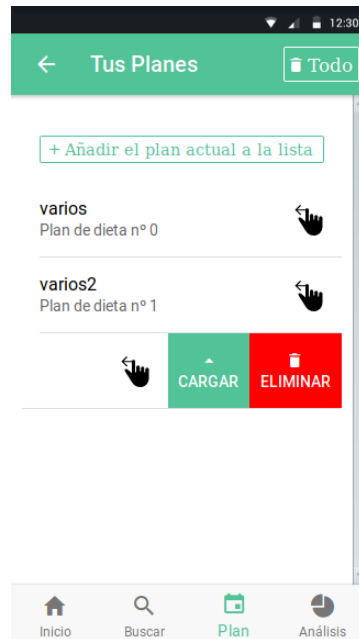 12:30
Tus Planes
Todo
+ Añadir el plan actual a la lista
varios
Plan de dieta nº 0
varios2
Plan de dieta nº 1
CARGAR ELIMINAR
Inicio Buscar Plan Análisis